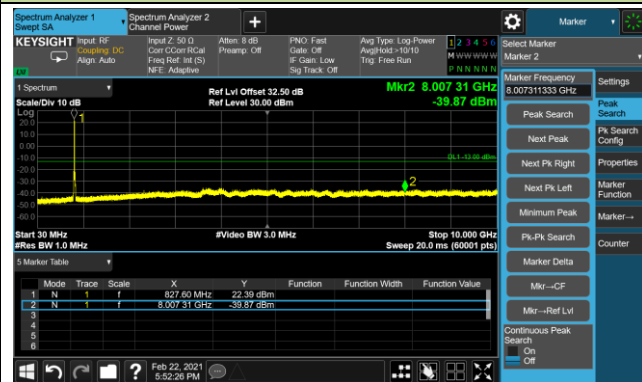 Spectrum Analyzer 1
Swept SA
Spectrum Analyzer 2
Channel Power
Marker
KEYSIGHT
Input: RF
Coupling: DC
Align: Auto
Input Z: 50 Ω
Corr CCorr RCal
Freq Ref: Int (S)
NFE: Adaptive
Atten: 8 dB
Preamp: Off
PNO: Fast
Gate: Off
IF Gain: Low
Sig Track: Off
Avg Type: Log-Power
Avg|Hold:>10/10
Trig: Free Run
1 2 3 4 5 6
M W W W W W
P N N N N N
Select Marker
Marker 2
1 Spectrum
Scale/Div 10 dB
Ref Lvl Offset 32.50 dB
Ref Level 30.00 dBm
Mkr2 8.007 31 GHz
-39.87 dBm
Log
20.0
10.0
0.00
-10.0
-20.0
-30.0
-40.0
-50.0
-60.0
1
2
DL1 -13.00 dBm
Start 30 MHz
#Res BW 1.0 MHz
#Video BW 3.0 MHz
Stop 10.000 GHz
Sweep 20.0 ms (60001 pts)
5 Marker Table
Mode Trace Scale X Y Function Function Width Function Value
1 N 1 f 827.60 MHz 22.39 dBm
2 N 1 f 8.007 31 GHz -39.87 dBm
3
4
5
6
Marker Frequency
8.007311333 GHz
Peak Search
Next Peak
Next Pk Right
Next Pk Left
Minimum Peak
Pk-Pk Search
Marker Delta
Mkr→CF
Mkr→Ref Lvl
Continuous Peak
Search
On
Off
Settings
Peak
Search
Pk Search
Config
Properties
Marker
Function
Marker→
Counter
Feb 22, 2021
5:52:26 PM